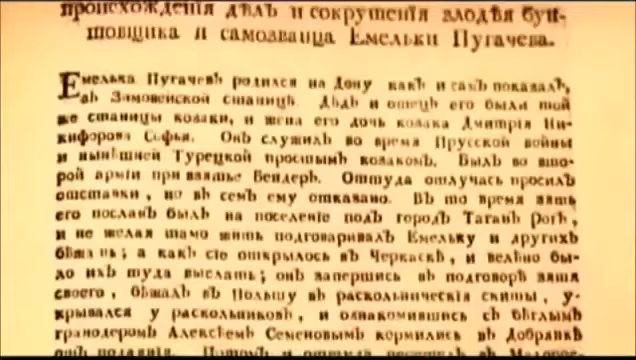 происхожденія дѣлъ и сокрушенія злодѣя бун-
товщика и самозванца Емельки Пугачева.
Емелька Пугачевъ родился на Дону какъ и самъ показалъ,
въ Зимовейской станицѣ. Дѣдъ и отецъ его были той
же станицы козаки, и жена его дочь козака Дмитрія Ни-
кифорова Софья. Онъ служилъ во время Прусской войны
и нынѣшней Турецкой простымъ козакомъ. Былъ во вто-
рой арміи при взятье Бендеръ. Оттуда отлучась просилъ
отставки, но въ семъ ему отказано. Въ то время зять
его посланъ былъ на поселеніе подъ городъ Таганъ Рогъ,
и не желая тамо жить подговаривалъ Емельку и другихъ
бѣжать; а какъ сіе открылось въ Черкаскѣ, и велѣно бы-
ло ихъ туда выслать; онъ запершись въ подговорѣ зятя
своего, бѣжалъ въ Польшу въ раскольническія скиты, у-
крывался у раскольниковъ, и ознакомившись съ бѣглымъ
гранодеромъ Алексѣемъ Семеновымъ кормились въ Добрянкѣ